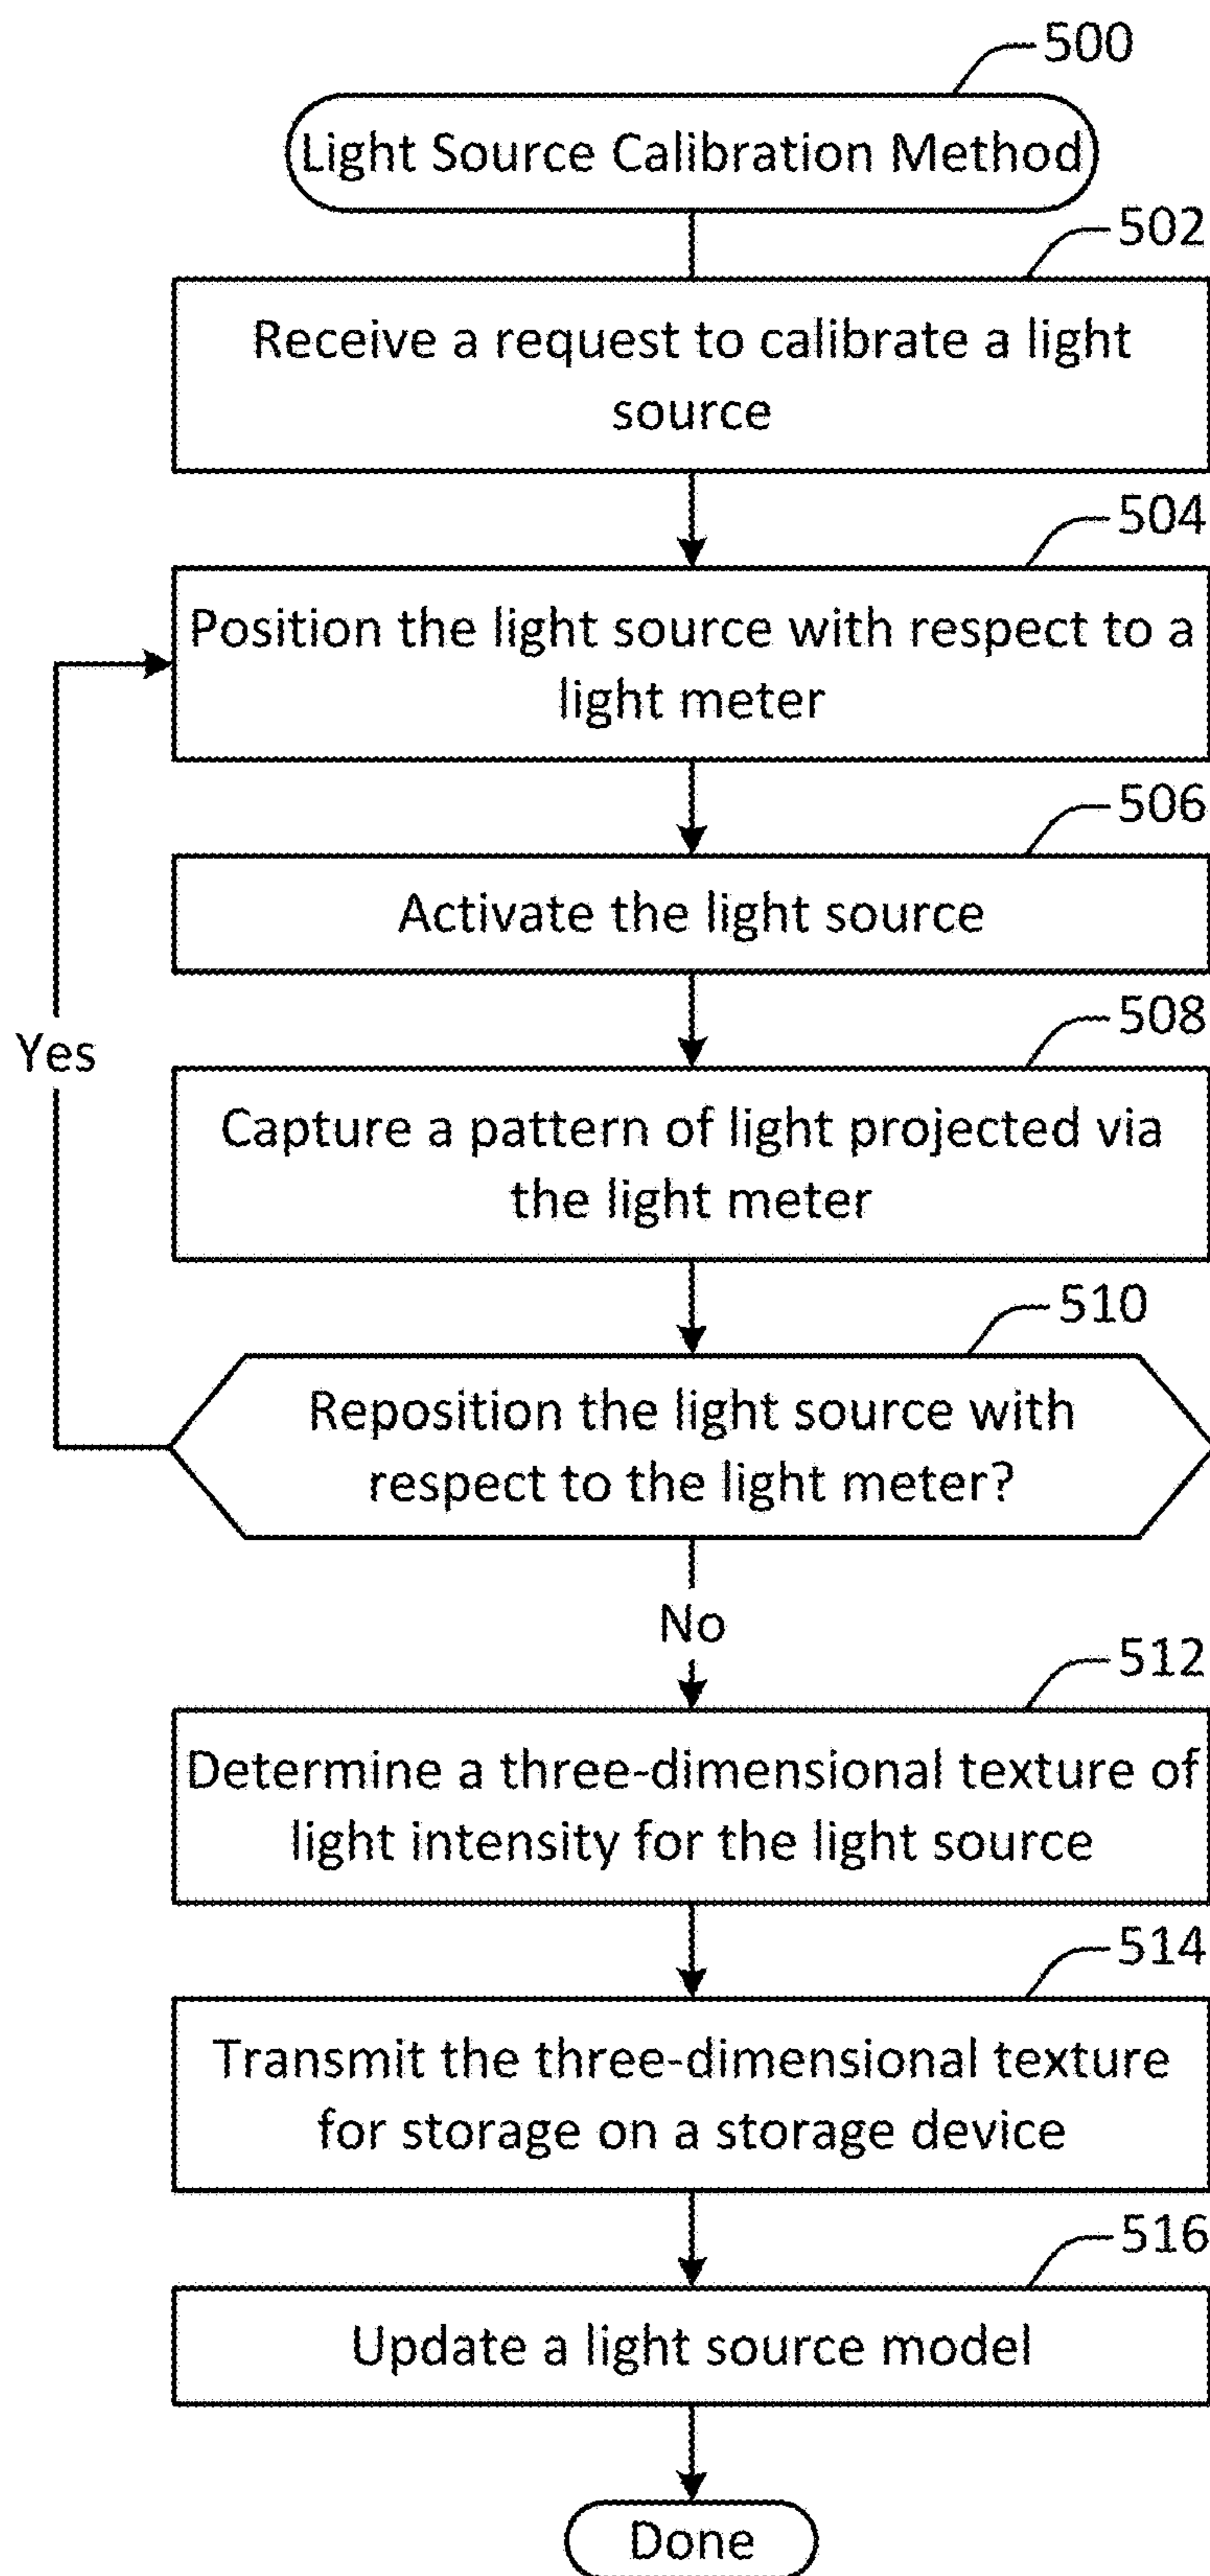 500
Light Source Calibration Method
502
Receive a request to calibrate a light
source
504
Position the light source with respect to a
light meter
506
Activate the light source
508
Yes
Capture a pattern of light projected via
the light meter
510
Reposition the light source with
respect to the light meter?
No
512
Determine a three-dimensional texture of
light intensity for the light source
514
Transmit the three-dimensional texture
for storage on a storage device
516
Update a light source model
Done